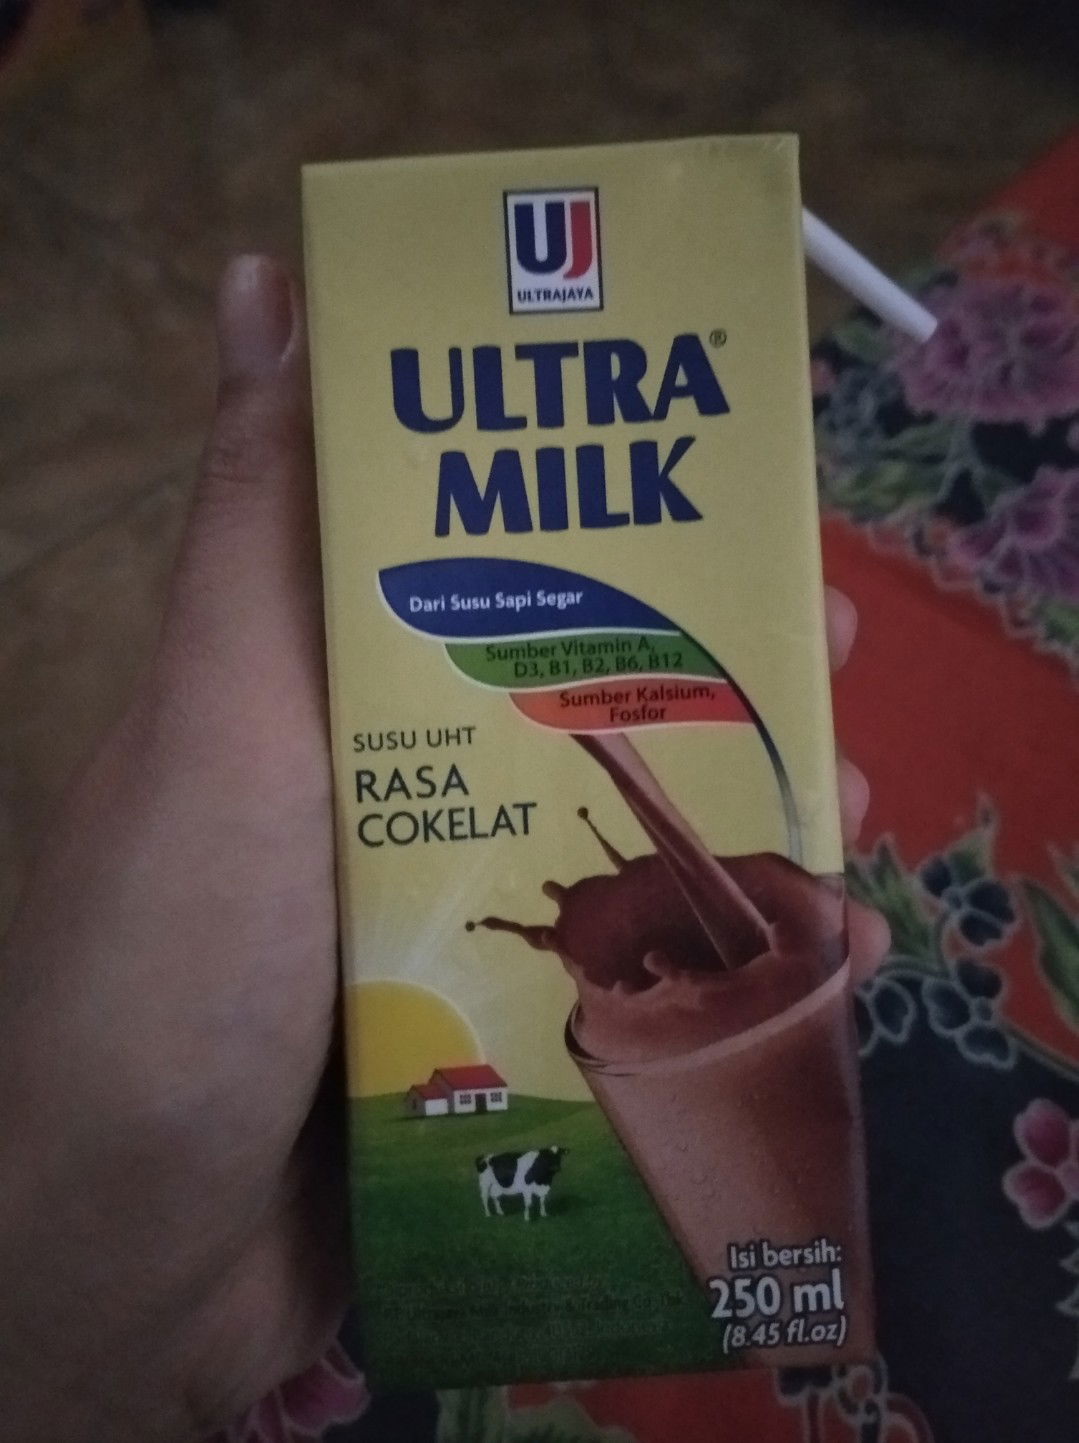 UJ
ULTRAJAYA
ULTRA®
MILK
Dari Susu Sapi Segar
Sumber Vitamin A,
D3, B1, B2, B6, B12
Sumber Kalsium,
Fosfor
SUSU UHT
RASA
COKELAT
Isi bersih:
250 ml
(8.45 fl.oz)